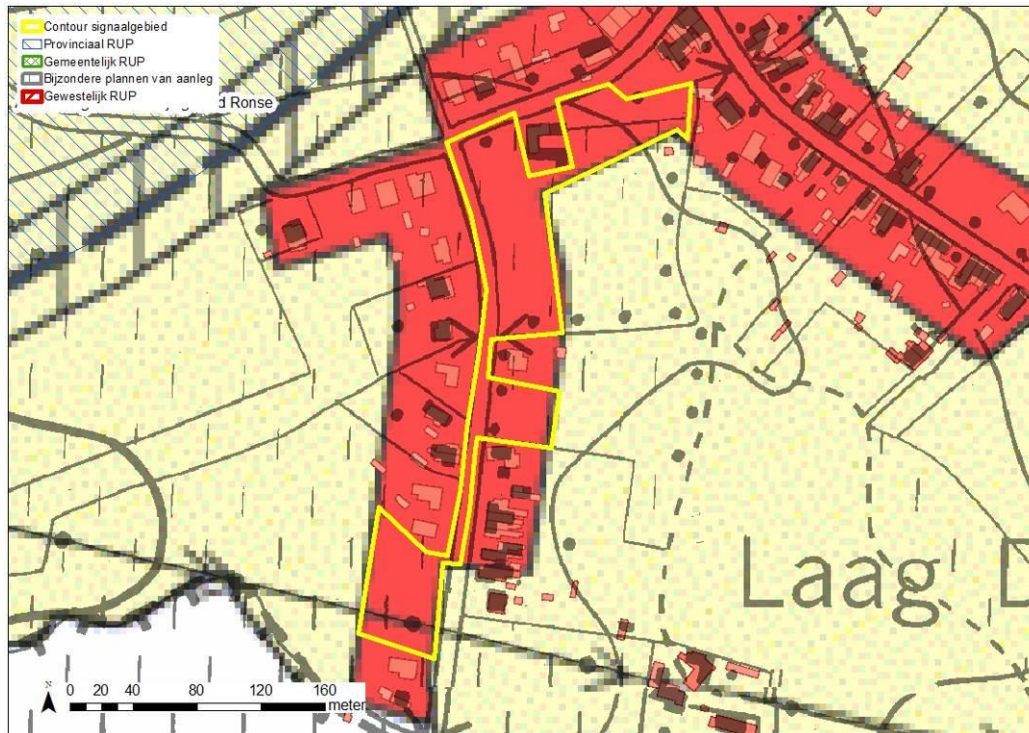 Contour signaalgebied
Provinciaal RUP
Gemeentelijk RUP
Bijzondere plannen van aanleg
Gewestelijk RUP
d Ronse
Laag D
N
0 20 40 80 120 160
meter